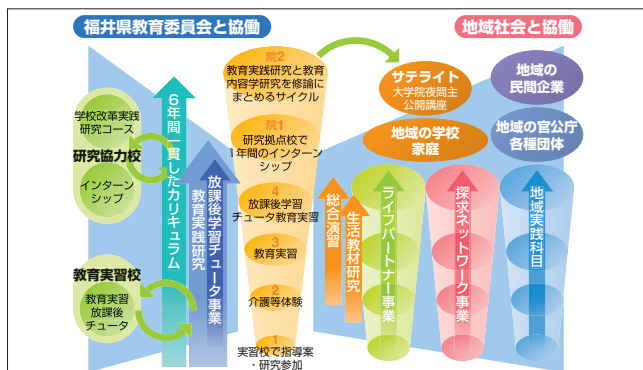 福井県教育委員会と協働
地域社会と協働
学校改革実践
研究コース
研究協力校
インターン
シップ
教育実習校
教育実習
放課後
チュータ
6年間一貫したカリキュラム
放課後学習チュータ事業
教育実践研究
院2
教育実践研究と教育
内容学研究を修論に
まとめるサイクル
院1
研究拠点校で
1年間のインターン
シップ
4
放課後学習
チュータ教育実習
3
教育実習
2
介護等体験
1
実習校で指導案
・研究参加
総合演習
生活教材研究
サテライト
大学院夜間主
公開講座
地域の学校
家庭
地域の
民間企業
地域の官公庁
各種団体
ライフパートナー事業
探求ネットワーク事業
地域実践科目